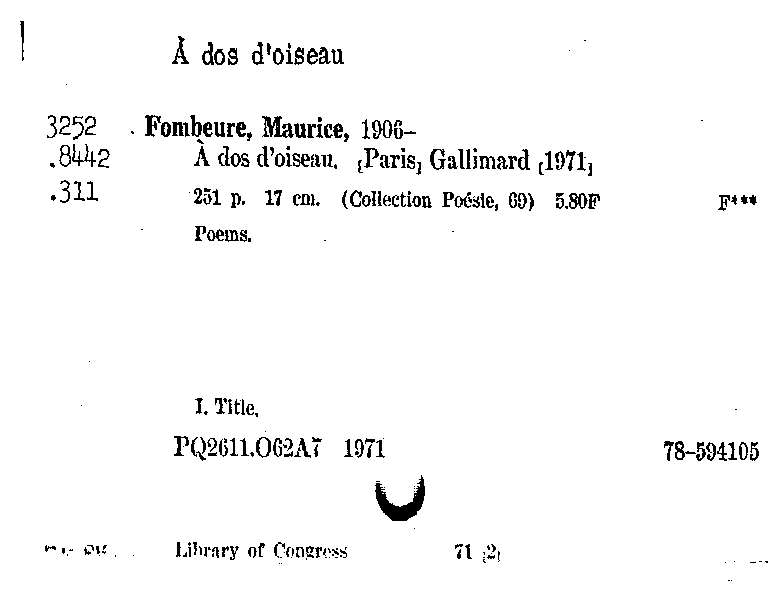 À dos d'oiseau
3252 Fombeure, Maurice, 1906–
.8442 À dos d'oiseau. [Paris] Gallimard [1971]
.311 251 p. 17 cm. (Collection Poésie, 69) 5.80F F***
Poems.
I. Title.
PQ2611.O62A7 1971 78-594105
Library of Congress 71 [2]